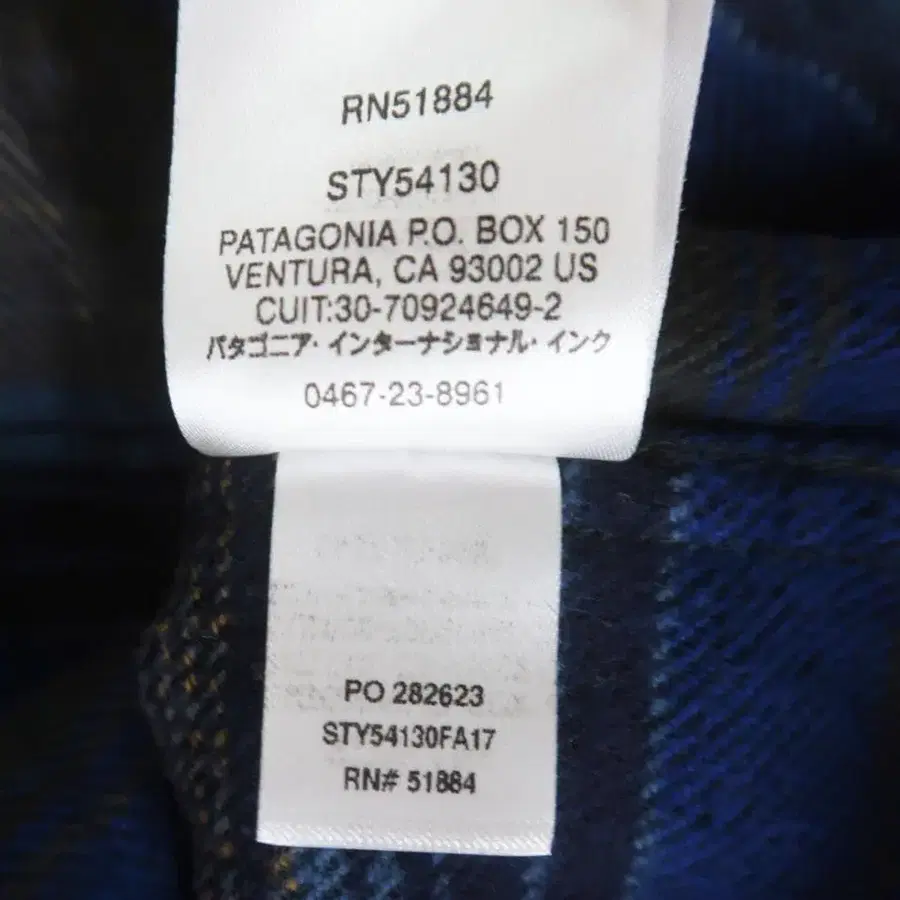 RN51884
STY54130
PATAGONIA P.O. BOX 150
VENTURA, CA 93002 US
CUIT:30-70924649-2
パタゴニア・インターナショナル・インク
0467-23-8961
PO 282623
STY54130FA17
RN# 51884